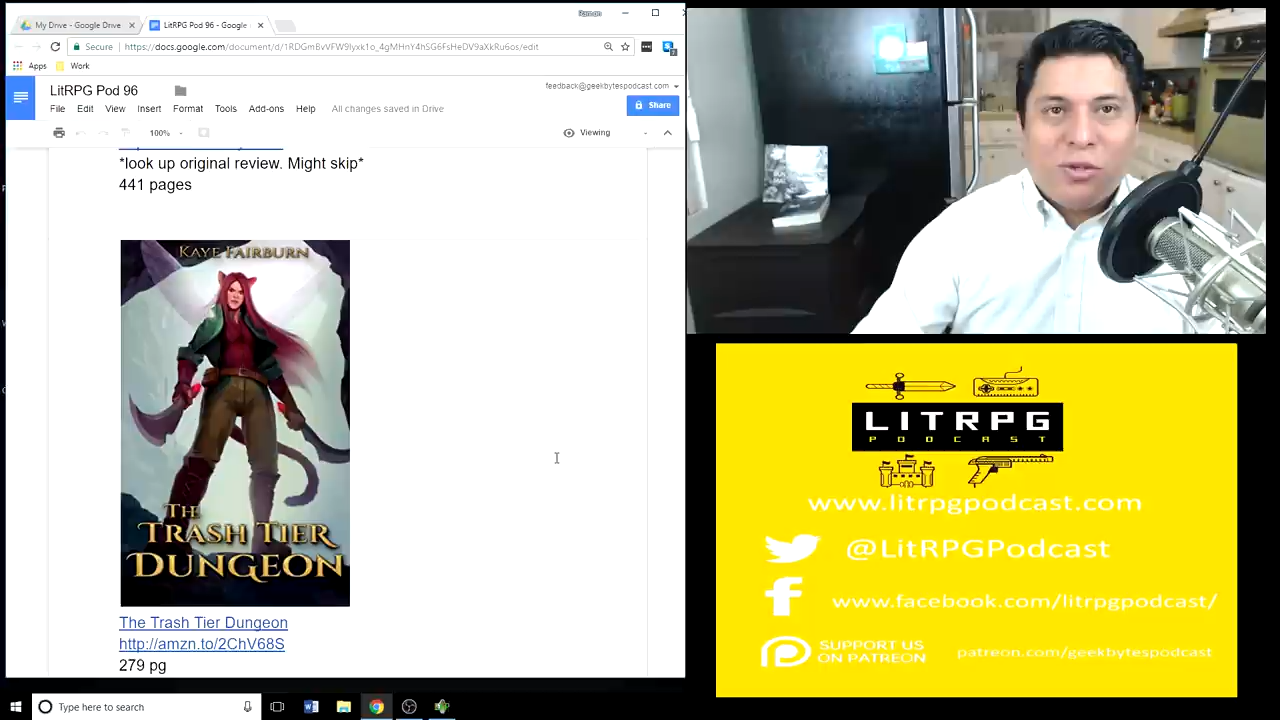 My Drive - Google Drive
LitRPG Pod 96 - Google
Secure
https://docs.google.com/document/d/1RDGmBvVFW9lyxk1o_4gMHnY4hSG6FsHeDV9aXkRu6os/edit
Apps
Work
LitRPG Pod 96
feedback@geekbytespodcast.com
File Edit View Insert Format Tools Add-ons Help All changes saved in Drive
Share
100%
Viewing
*look up original review. Might skip*
441 pages
KAYE FAIRBURN
THE
TRASH TIER
DUNGEON
The Trash Tier Dungeon
http://amzn.to/2ChV68S
279 pg
Type here to search
LITRPG
PODCAST
www.litrpgpodcast.com
@LitRPGPodcast
www.facebook.com/litrpgpodcast/
SUPPORT US
ON PATREON
patreon.com/geekbytespodcast